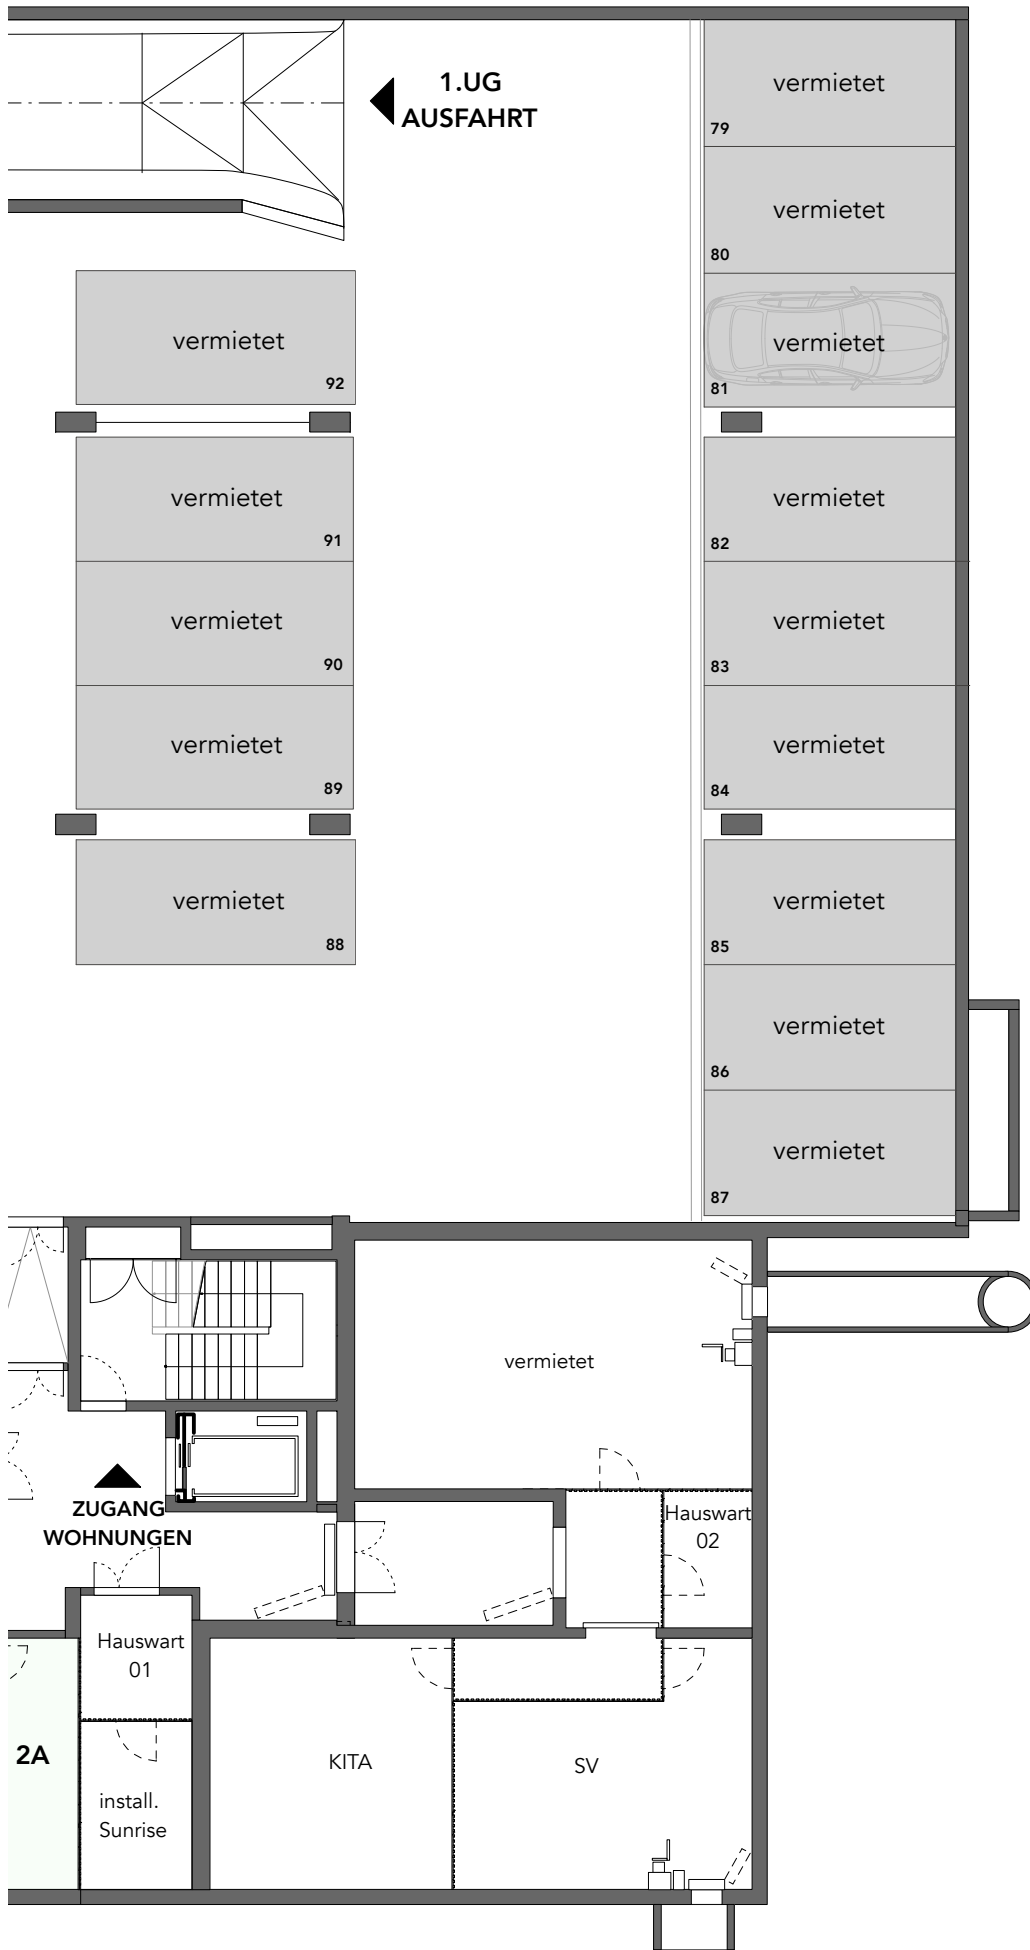 1.UG
AUSFAHRT
vermietet
79
vermietet
80
vermietet
81
vermietet
92
vermietet
91
vermietet
82
vermietet
90
vermietet
83
vermietet
89
vermietet
84
vermietet
88
vermietet
85
vermietet
86
vermietet
87
vermietet
ZUGANG
WOHNUNGEN
Hauswart
02
Hauswart
01
2A
KITA
SV
install.
Sunrise